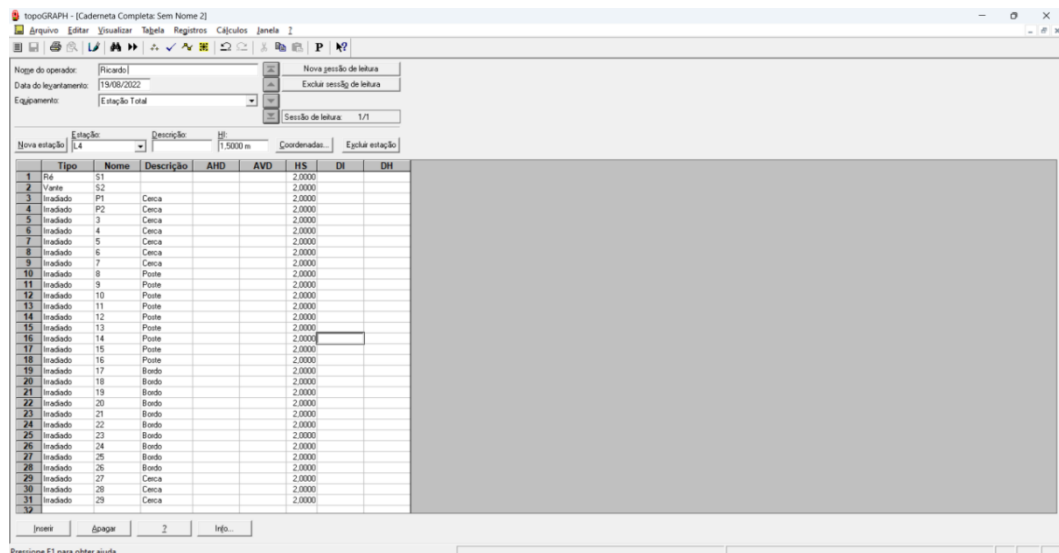 topoGRAPH - [Caderneta Completa: Sem Nome 2]
Arquivo Editar Visualizar Tabela Registros Cálculos Janela ?
P
Nome do operador: Ricardo Nova sessão de leitura
Data do levantamento: 19/08/2022 Excluir sessão de leitura
Equipamento: Estação Total
Sessão de leitura: 1/1
Estação: Descrição: HI:
Nova estação L4 1,5000 m Coordenadas... Excluir estação
Tipo Nome Descrição AHD AVD HS DI DH
1 Ré S1 2,0000
2 Vante S2 2,0000
3 Irradiado P1 Cerca 2,0000
4 Irradiado P2 Cerca 2,0000
5 Irradiado 3 Cerca 2,0000
6 Irradiado 4 Cerca 2,0000
7 Irradiado 5 Cerca 2,0000
8 Irradiado 6 Cerca 2,0000
9 Irradiado 7 Cerca 2,0000
10 Irradiado 8 Poste 2,0000
11 Irradiado 9 Poste 2,0000
12 Irradiado 10 Poste 2,0000
13 Irradiado 11 Poste 2,0000
14 Irradiado 12 Poste 2,0000
15 Irradiado 13 Poste 2,0000
16 Irradiado 14 Poste 2,0000
17 Irradiado 15 Poste 2,0000
18 Irradiado 16 Poste 2,0000
19 Irradiado 17 Bordo 2,0000
20 Irradiado 18 Bordo 2,0000
21 Irradiado 19 Bordo 2,0000
22 Irradiado 20 Bordo 2,0000
23 Irradiado 21 Bordo 2,0000
24 Irradiado 22 Bordo 2,0000
25 Irradiado 23 Bordo 2,0000
26 Irradiado 24 Bordo 2,0000
27 Irradiado 25 Bordo 2,0000
28 Irradiado 26 Bordo 2,0000
29 Irradiado 27 Cerca 2,0000
30 Irradiado 28 Cerca 2,0000
31 Irradiado 29 Cerca 2,0000
32
Inserir Apagar ? Info...
Pressione F1 para obter ajuda